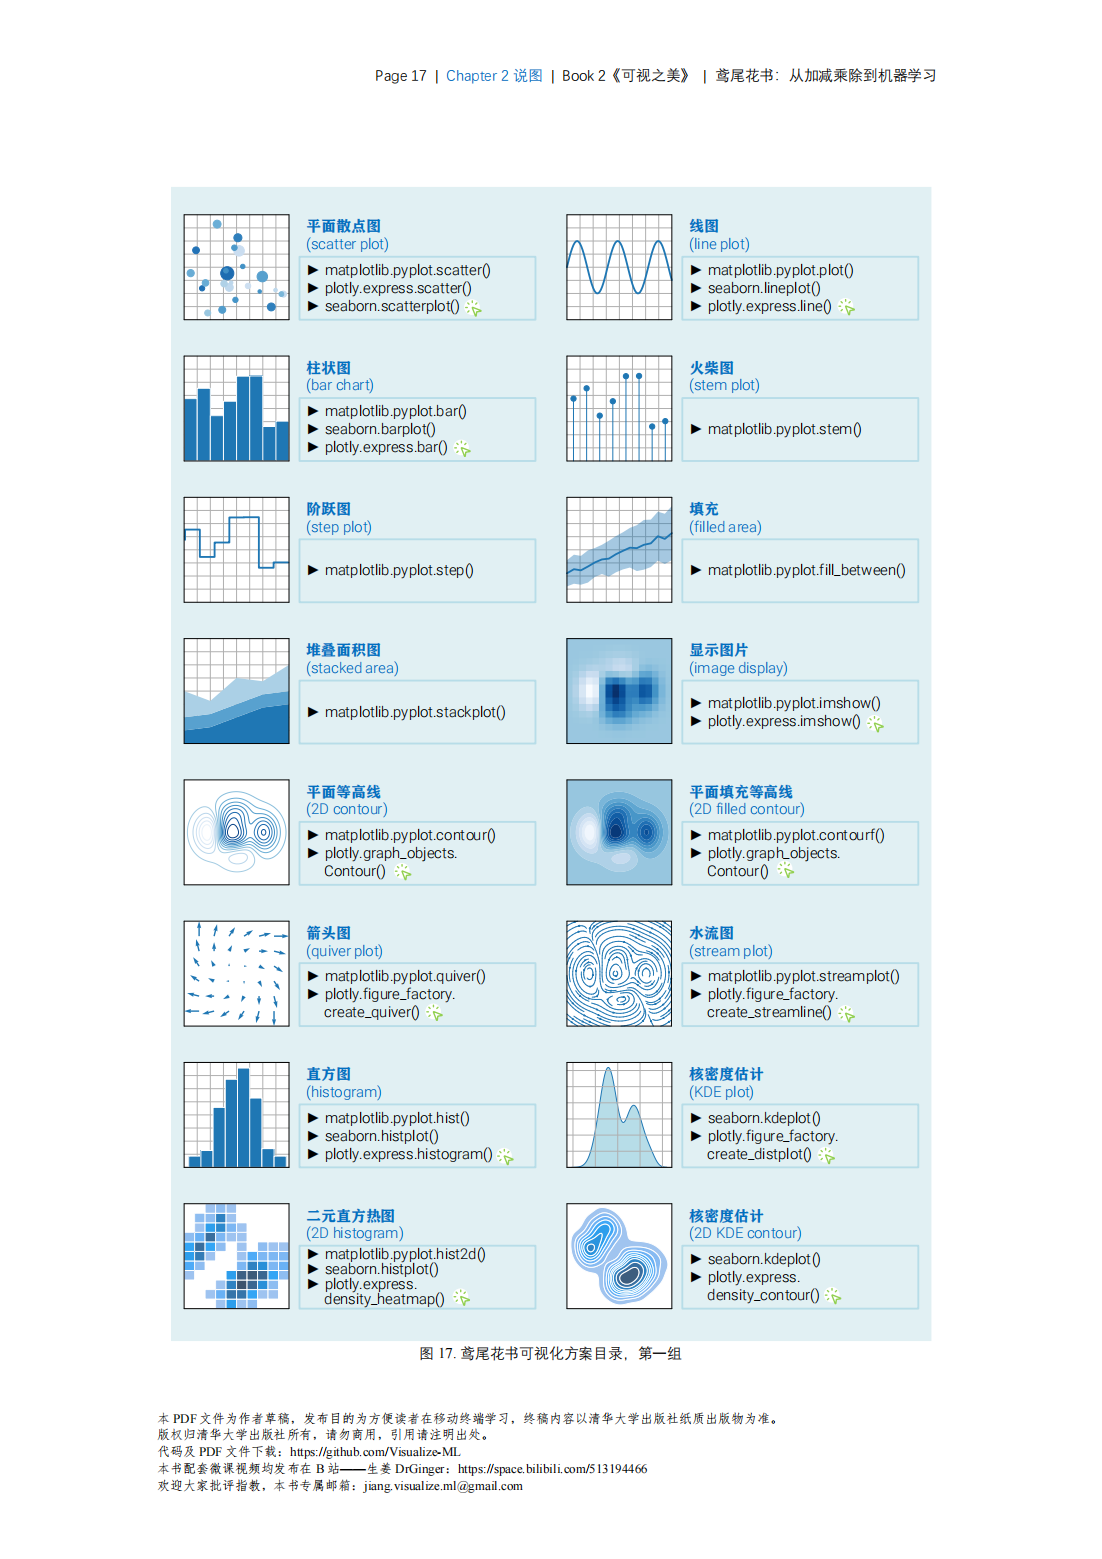 Page 17 | Chapter 2 说图 | Book 2《可视之美》 | 鸢尾花书：从加减乘除到机器学习
平面散点图
(scatter plot)
► matplotlib.pyplot.scatter()
► plotly.express.scatter()
► seaborn.scatterplot()
线图
(line plot)
► matplotlib.pyplot.plot()
► seaborn.lineplot()
► plotly.express.line()
柱状图
(bar chart)
► matplotlib.pyplot.bar()
► seaborn.barplot()
► plotly.express.bar()
火柴图
(stem plot)
► matplotlib.pyplot.stem()
阶跃图
(step plot)
► matplotlib.pyplot.step()
填充
(filled area)
► matplotlib.pyplot.fill_between()
堆叠面积图
(stacked area)
► matplotlib.pyplot.stackplot()
显示图片
(image display)
► matplotlib.pyplot.imshow()
► plotly.express.imshow()
平面等高线
(2D contour)
► matplotlib.pyplot.contour()
► plotly.graph_objects.
Contour()
平面填充等高线
(2D filled contour)
► matplotlib.pyplot.contourf()
► plotly.graph_objects.
Contour()
箭头图
(quiver plot)
► matplotlib.pyplot.quiver()
► plotly.figure_factory.
create_quiver()
水流图
(stream plot)
► matplotlib.pyplot.streamplot()
► plotly.figure_factory.
create_streamline()
直方图
(histogram)
► matplotlib.pyplot.hist()
► seaborn.histplot()
► plotly.express.histogram()
核密度估计
(KDE plot)
► seaborn.kdeplot()
► plotly.figure_factory.
create_distplot()
二元直方热图
(2D histogram)
► matplotlib.pyplot.hist2d()
► seaborn.histplot()
► plotly.express.
density_heatmap()
核密度估计
(2D KDE contour)
► seaborn.kdeplot()
► plotly.express.
density_contour()
图 17. 鸢尾花书可视化方案目录，第一组
本 PDF 文件为作者草稿，发布目的为方便读者在移动终端学习，终稿内容以清华大学出版社纸质出版物为准。
版权归清华大学出版社所有，请勿商用，引用请注明出处。
代码及 PDF 文件下载：https://github.com/Visualize-ML
本书配套微课视频均发布在 B 站——生姜 DrGinger：https://space.bilibili.com/513194466
欢迎大家批评指教，本书专属邮箱：jiang.visualize.ml@gmail.com